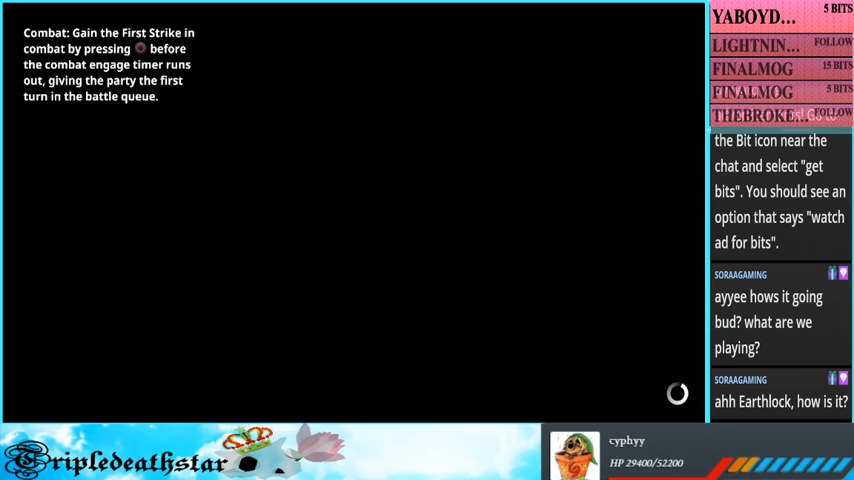 Combat: Gain the First Strike in
combat by pressing before
the combat engage timer runs
out, giving the party the first
turn in the battle queue.
YABOYD... 5 BITS
LIGHTNIN... FOLLOW
FINALMOG 15 BITS
FINALMOG 5 BITS
THEBROKE... FOLLOW
the Bit icon near the
chat and select "get
bits". You should see an
option that says "watch
ad for bits".
SORAAGAMING
ayyee hows it going
bud? what are we
playing?
SORAAGAMING
ahh Earthlock, how is it?
Tripledeathstar
cyphyy
HP 29400/52200